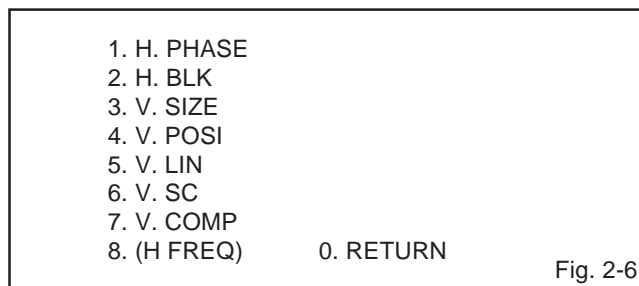 1. H. PHASE
2. H. BLK
3. V. SIZE
4. V. POSI
5. V. LIN
6. V. SC
7. V. COMP
8. (H FREQ) 0. RETURN
Fig. 2-6